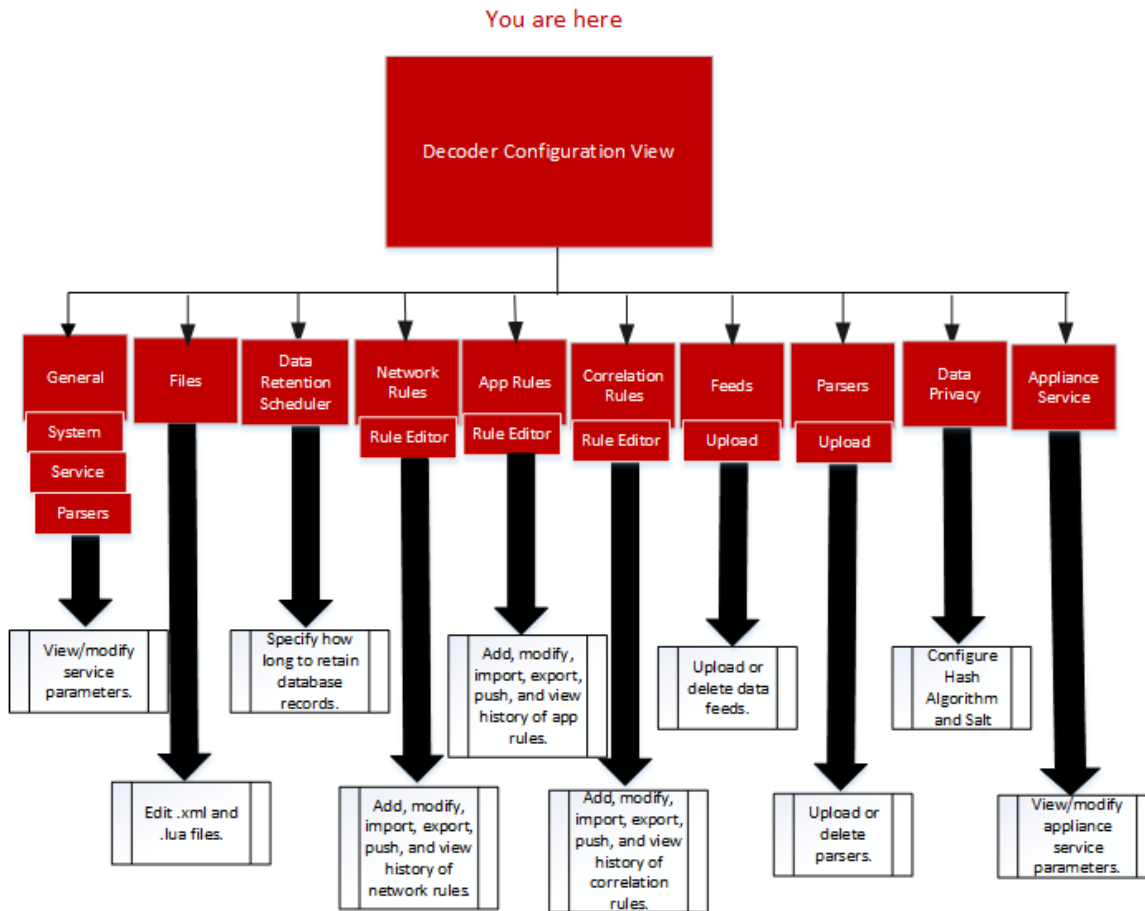 You are here
Decoder Configuration View
General
System
Service
Parsers
Files
Data
Retention
Scheduler
Network
Rules
Rule Editor
App Rules
Rule Editor
Correlation
Rules
Rule Editor
Feeds
Upload
Parsers
Upload
Data
Privacy
Appliance
Service
View/modify
service
parameters.
Edit .xml and
.lua files.
Specify how
long to retain
database
records.
Add, modify,
import, export,
push, and view
history of
network rules.
Add, modify,
import, export,
push, and view
history of app
rules.
Add, modify,
import, export,
push, and view
history of
correlation
rules.
Upload or
delete data
feeds.
Upload or
delete
parsers.
Configure
Hash
Algorithm
and Salt
View/modify
appliance
service
parameters.